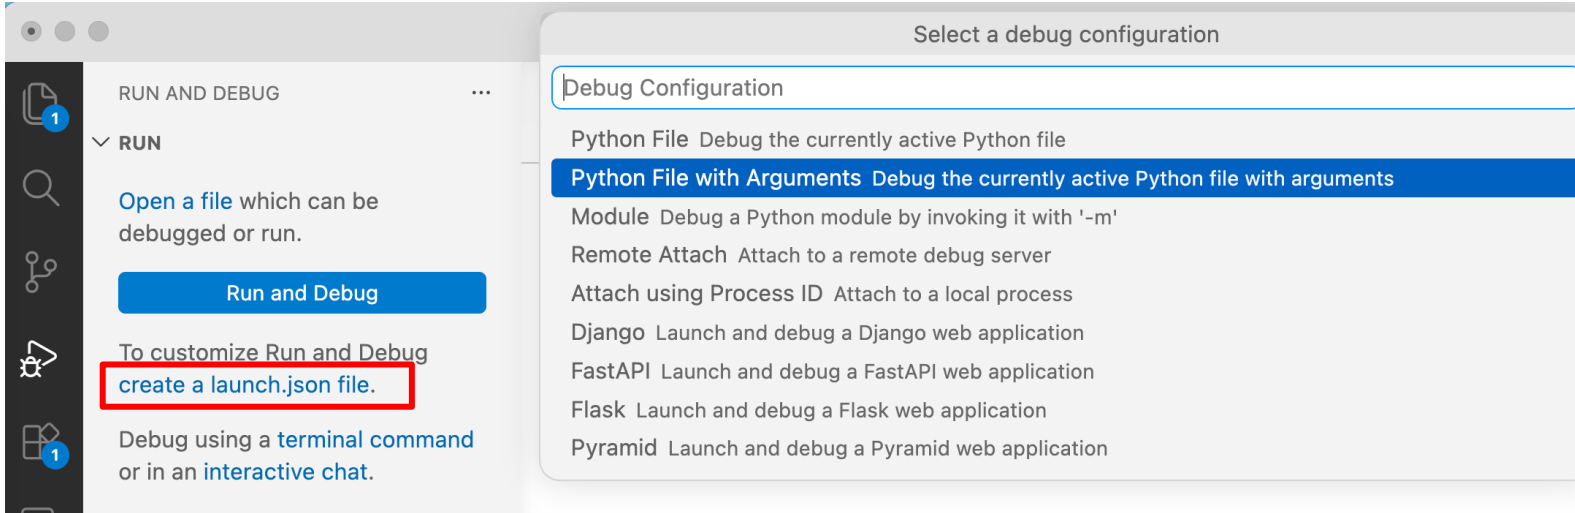 Select a debug configuration
1
RUN AND DEBUG
RUN
Open a file which can be
debugged or run.
Run and Debug
To customize Run and Debug
create a launch.json file.
Debug using a terminal command
or in an interactive chat.
1
Debug Configuration
Python File Debug the currently active Python file
Python File with Arguments Debug the currently active Python file with arguments
Module Debug a Python module by invoking it with '-m'
Remote Attach Attach to a remote debug server
Attach using Process ID Attach to a local process
Django Launch and debug a Django web application
FastAPI Launch and debug a FastAPI web application
Flask Launch and debug a Flask web application
Pyramid Launch and debug a Pyramid web application